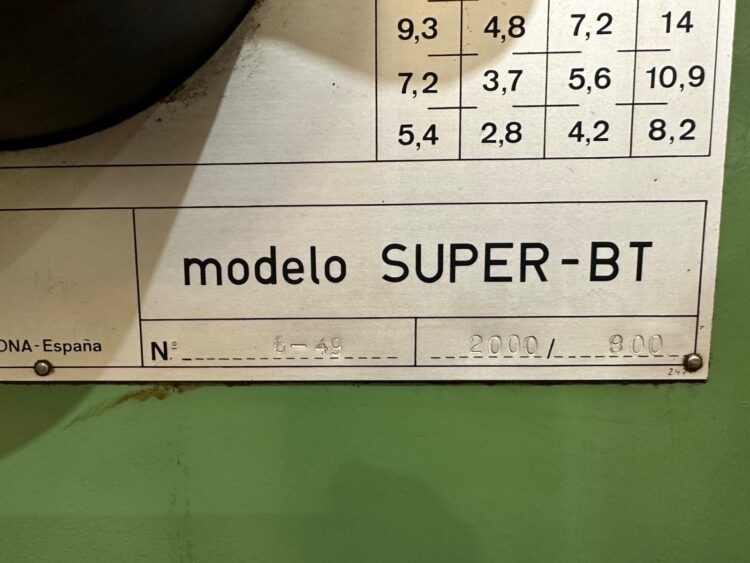 9,3 4,8 7,2 14
7,2 3,7 5,6 10,9
5,4 2,8 4,2 8,2
modelo SUPER-BT
ONA-España
Nº 6-49 2000/ 800